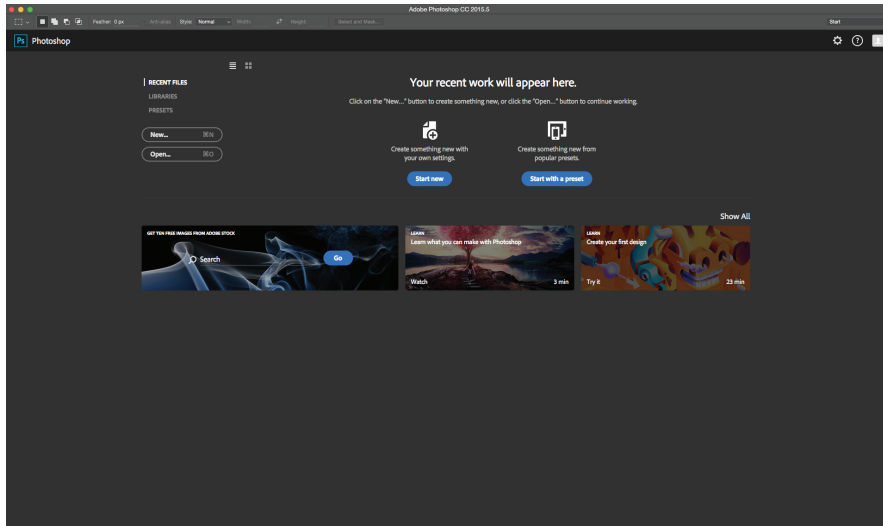 Adobe Photoshop CC 2015.5
Feather: 0 px Anti-alias Style: Normal Width: Height: Select and Mask... Start
Ps Photoshop
RECENT FILES
LIBRARIES
PRESETS
New... ⌘N
Open... ⌘O
Your recent work will appear here.
Click on the "New..." button to create something new, or click the "Open..." button to continue working.
Create something new with
your own settings.
Start new
Create something new from
popular presets.
Start with a preset
Show All
GET TEN FREE IMAGES FROM ADOBE STOCK
Search
Go
LEARN
Learn what you can make with Photoshop
Watch 3 min
LEARN
Create your first design
Try it 23 min